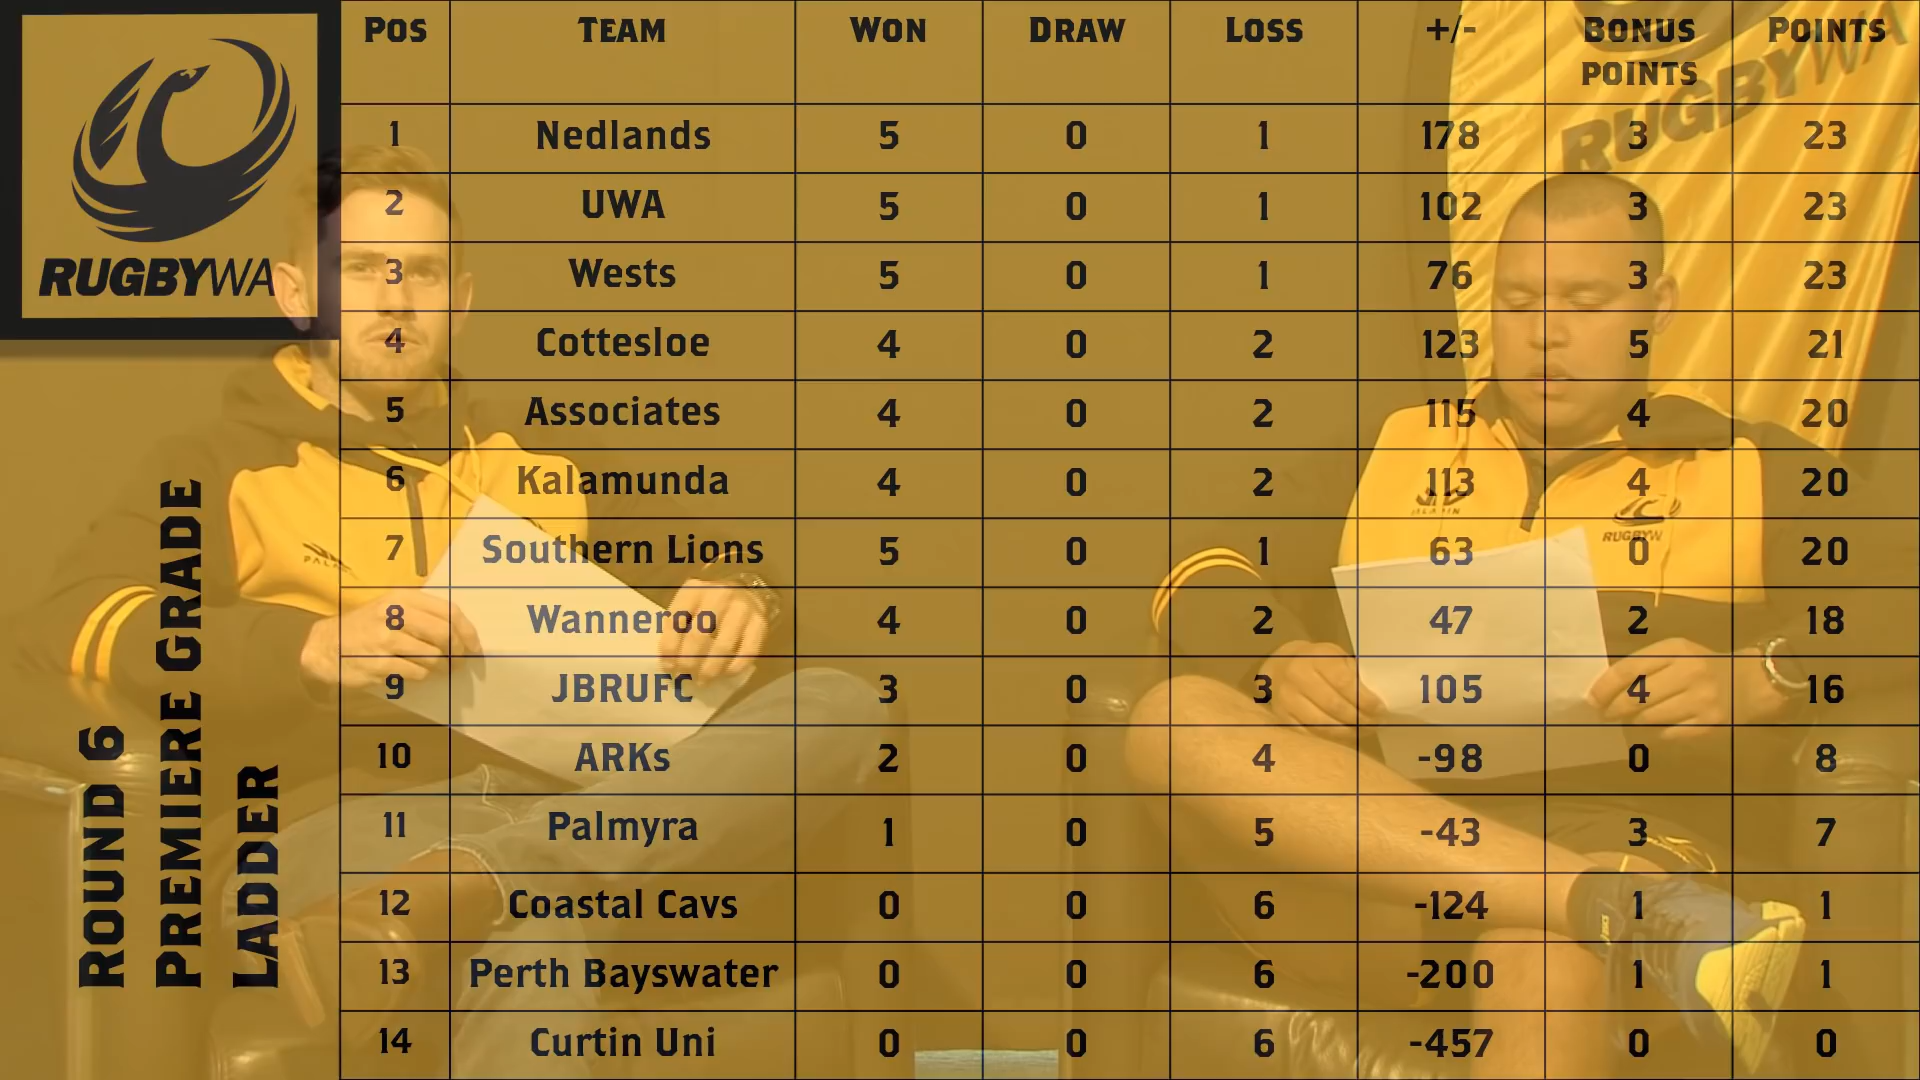 RUGBYWA
ROUND 6
PREMIERE GRADE
LADDER
POS TEAM WON DRAW LOSS +/- BONUS POINTS POINTS
1 Nedlands 5 0 1 178 3 23
2 UWA 5 0 1 102 3 23
3 Wests 5 0 1 76 3 23
4 Cottesloe 4 0 2 123 5 21
5 Associates 4 0 2 115 4 20
6 Kalamunda 4 0 2 113 4 20
7 Southern Lions 5 0 1 63 0 20
8 Wanneroo 4 0 2 47 2 18
9 JBRUFC 3 0 3 105 4 16
10 ARKs 2 0 4 -98 0 8
11 Palmyra 1 0 5 -43 3 7
12 Coastal Cavs 0 0 6 -124 1 1
13 Perth Bayswater 0 0 6 -200 1 1
14 Curtin Uni 0 0 6 -457 0 0
RUGBYWA